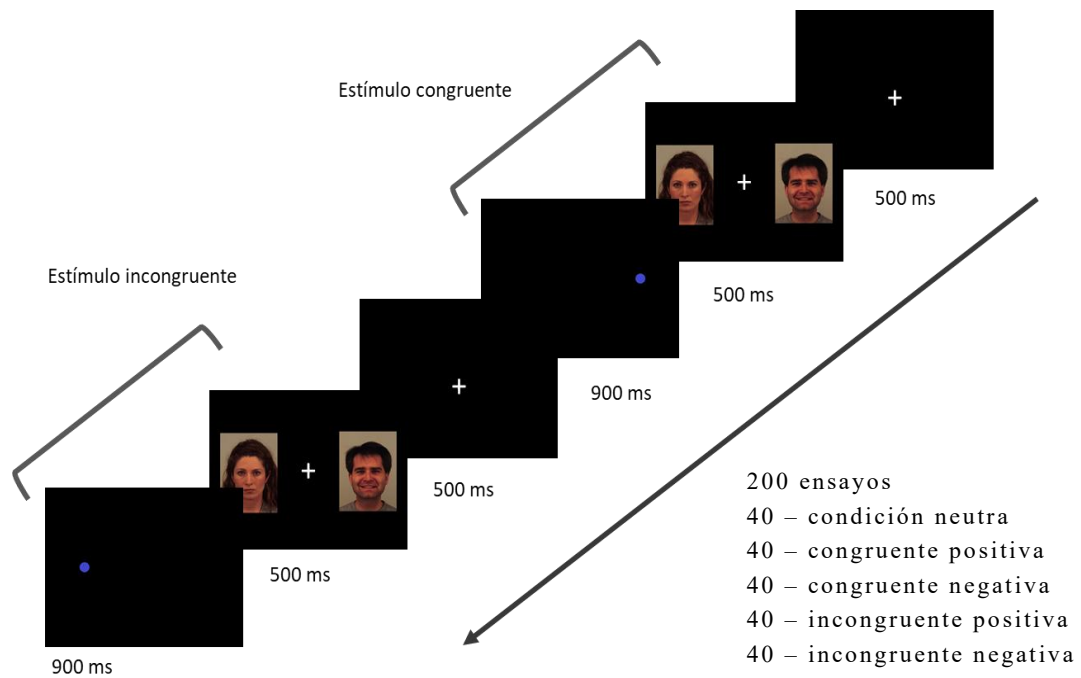 Estímulo congruente
500 ms
Estímulo incongruente
500 ms
900 ms
500 ms
500 ms
900 ms
200 ensayos
40 – condición neutra
40 – congruente positiva
40 – congruente negativa
40 – incongruente positiva
40 – incongruente negativa